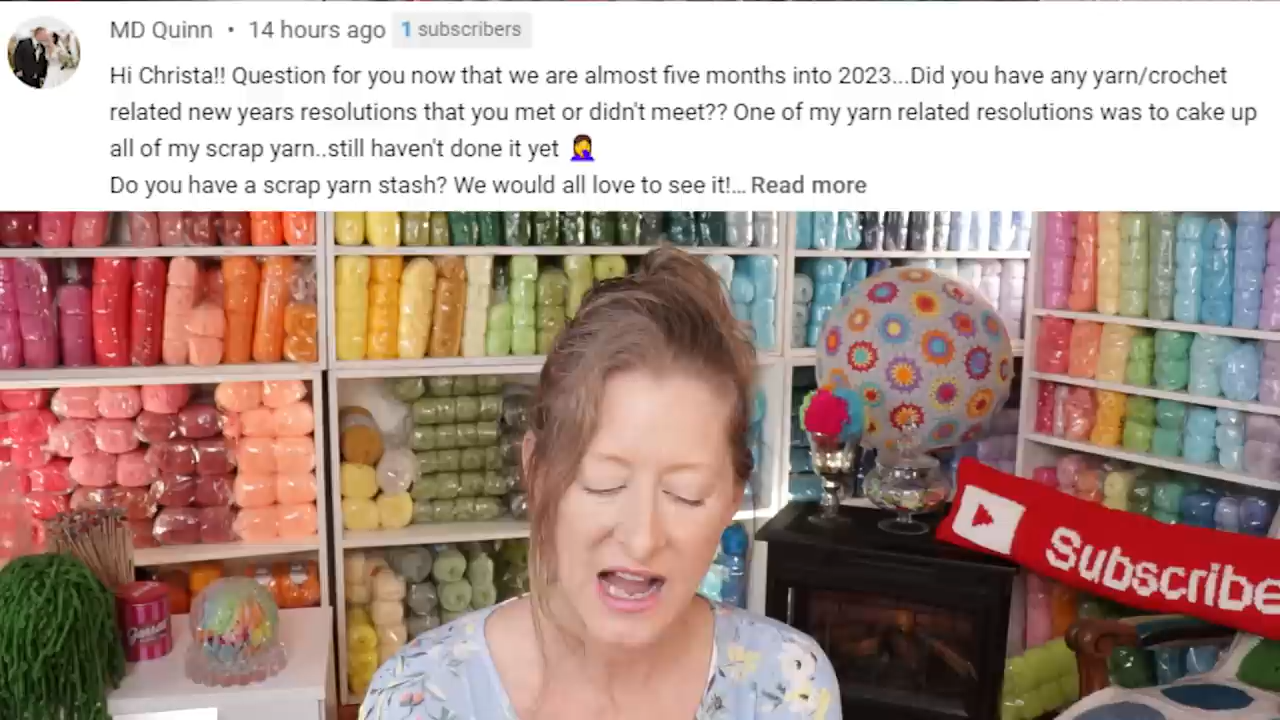 MD Quinn • 14 hours ago 1 subscribers
Hi Christa!! Question for you now that we are almost five months into 2023...Did you have any yarn/crochet
related new years resolutions that you met or didn't meet?? One of my yarn related resolutions was to cake up
all of my scrap yarn..still haven't done it yet 🤦‍♀️
Do you have a scrap yarn stash? We would all love to see it!... Read more
Subscribe